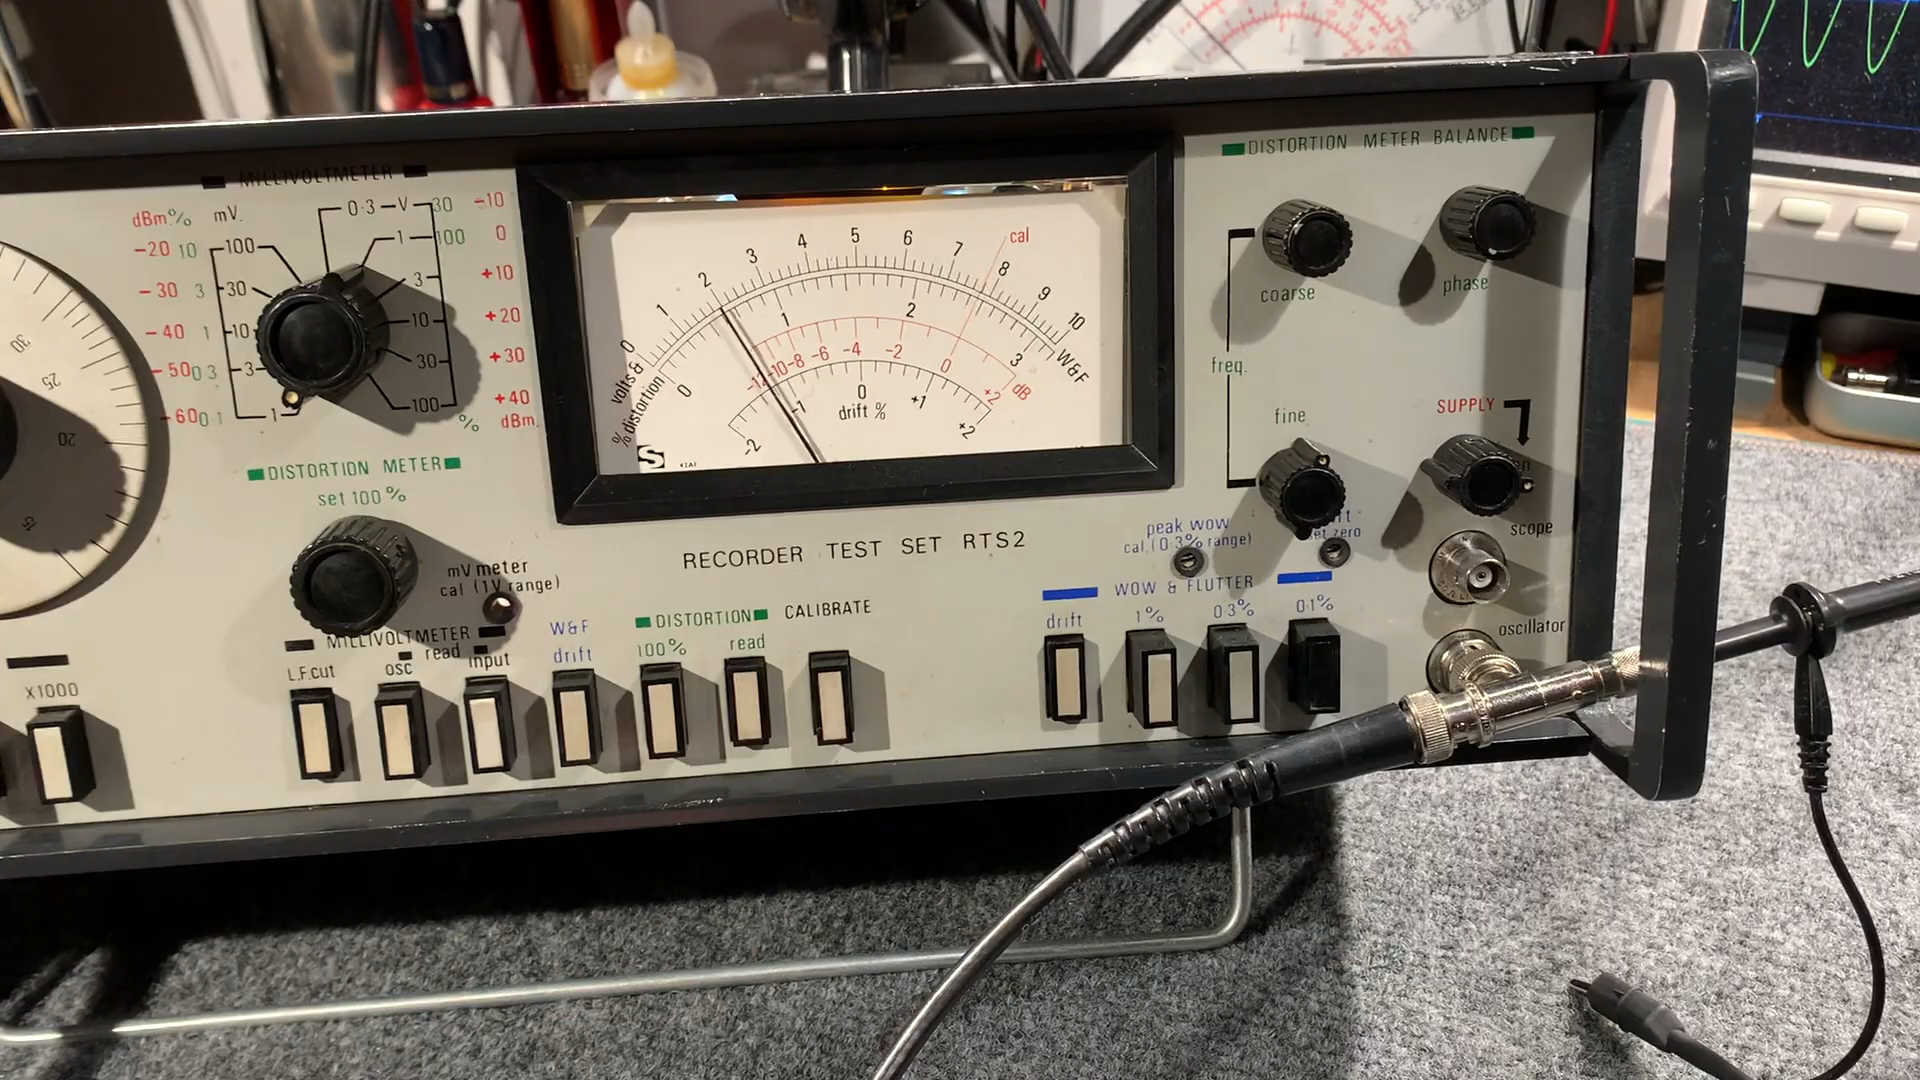 MILLIVOLTMETER
dBm.% mV. 0·3 V 30 -10
-20 10 100 1 100 0
-30 3 30 3 +10
-40 1 10 10 +20
-50 0·3 3 30 +30
-60 0·1 1 100 +40
% dBm.
30
25
20
15
DISTORTION METER
set 100%
mV meter
cal (1V range)
MILLIVOLTMETER
read
L.F.cut osc input
X1000
W&F
drift
DISTORTION
100% read
CALIBRATE
0 1 2 3 4 5 6 7 cal 8 9 10
W&F
volts &
% distortion
0 1 2 3
-12 -10 -8 -6 -4 -2 0 +2 dB
-2 -1 0 +1 +2
drift %
RECORDER TEST SET RTS2
DISTORTION METER BALANCE
coarse
phase
freq.
fine
SUPPLY
scope
peak wow
cal.(0·3% range)
set zero
WOW & FLUTTER
drift 1% 0·3% 0·1%
oscillator